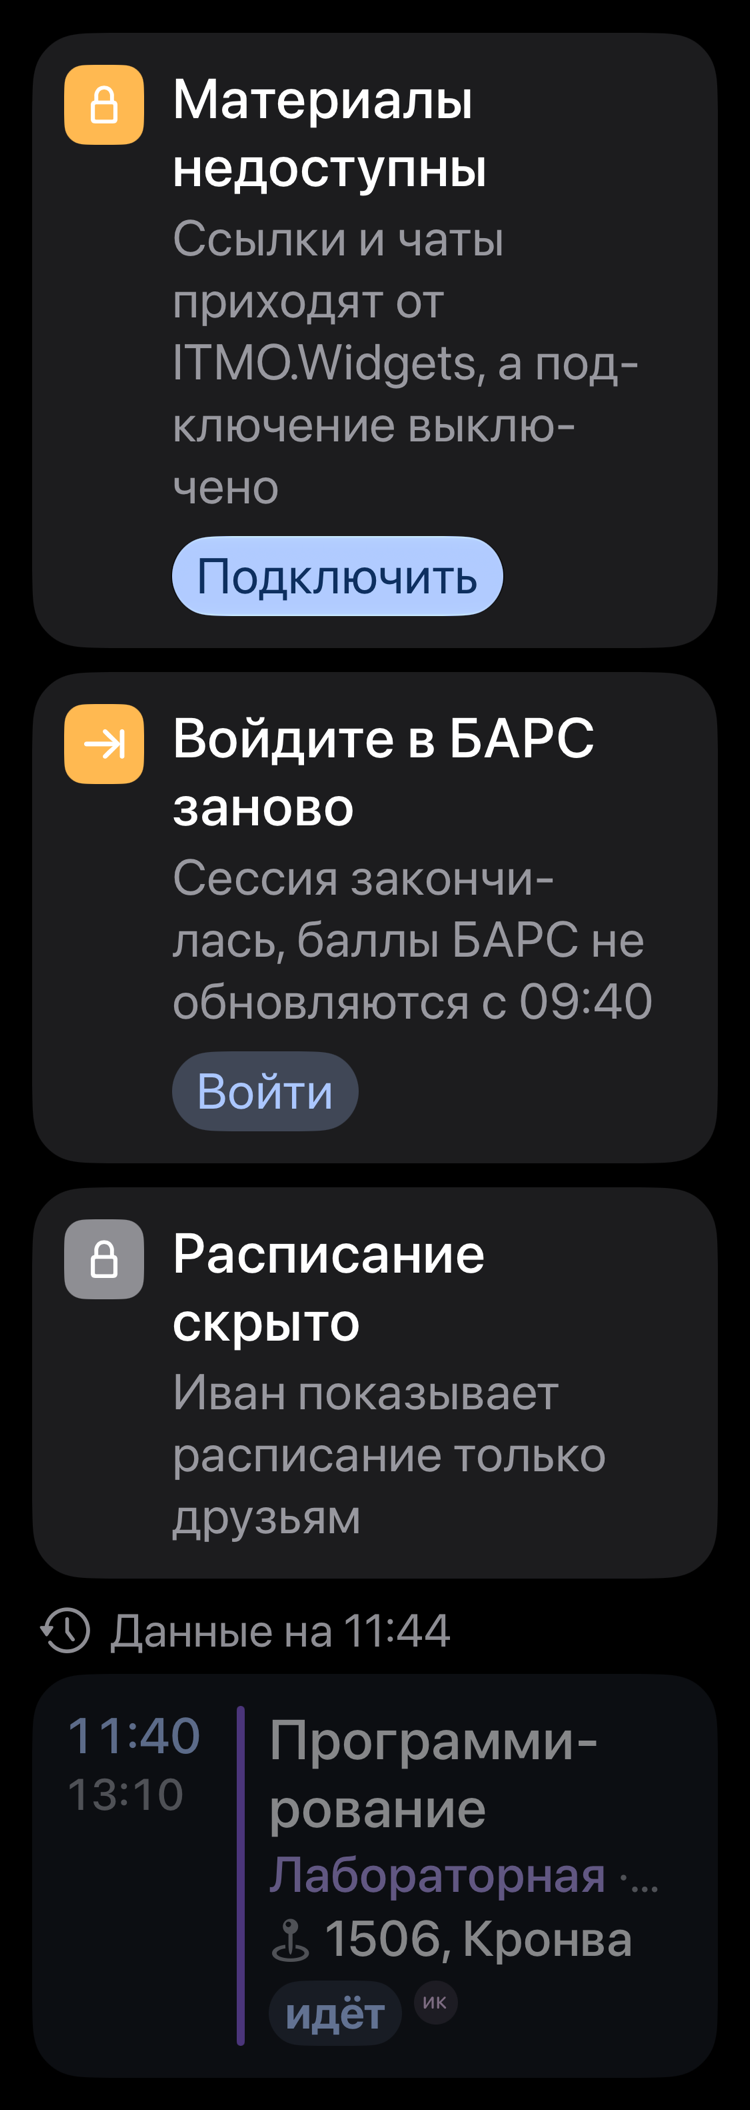 Материалы
недоступны
Ссылки и чаты
приходят от
ITMO.Widgets, а под-
ключение выклю-
чено
Подключить
Войдите в БАРС
заново
Сессия закончи-
лась, баллы БАРС не
обновляются с 09:40
Войти
Расписание
скрыто
Иван показывает
расписание только
друзьям
Данные на 11:44
11:40
13:10
Программи-
рование
Лабораторная ·...
1506, Кронва
идёт
ИК